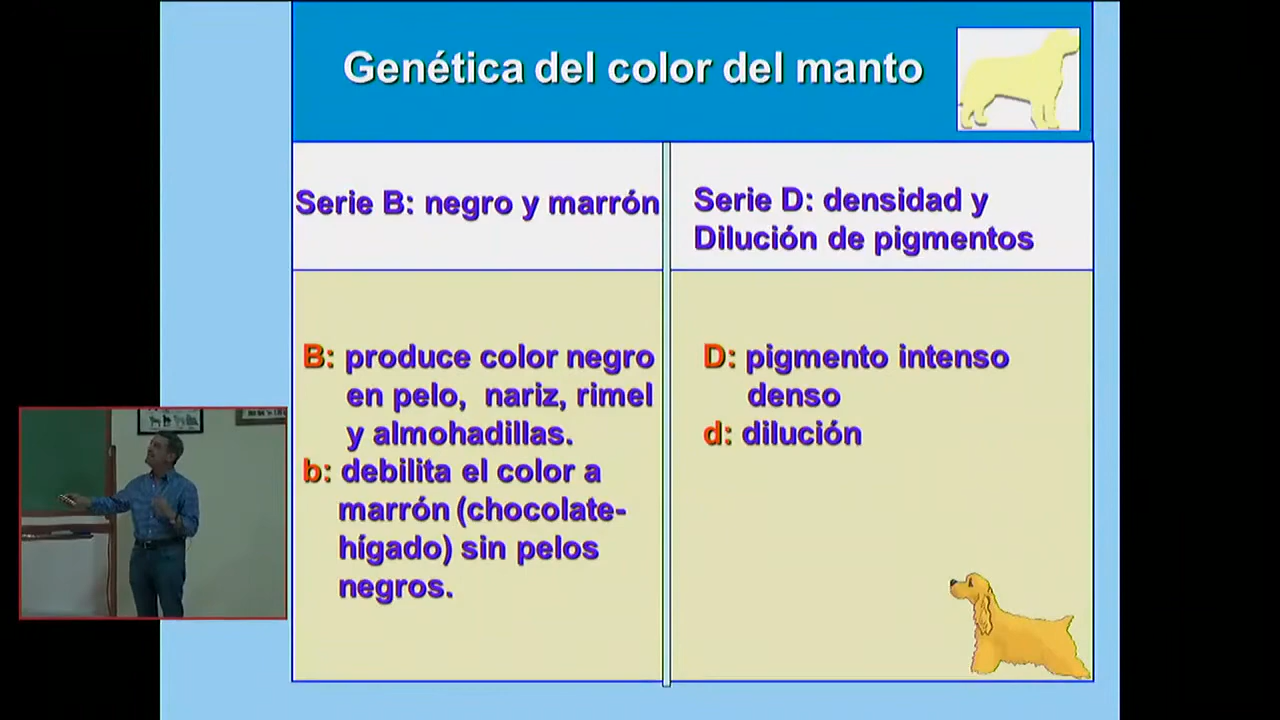 Genética del color del manto
Serie B: negro y marrón
Serie D: densidad y
Dilución de pigmentos
B: produce color negro
en pelo, nariz, rimel
y almohadillas.
b: debilita el color a
marrón (chocolate-
hígado) sin pelos
negros.
D: pigmento intenso
denso
d: dilución